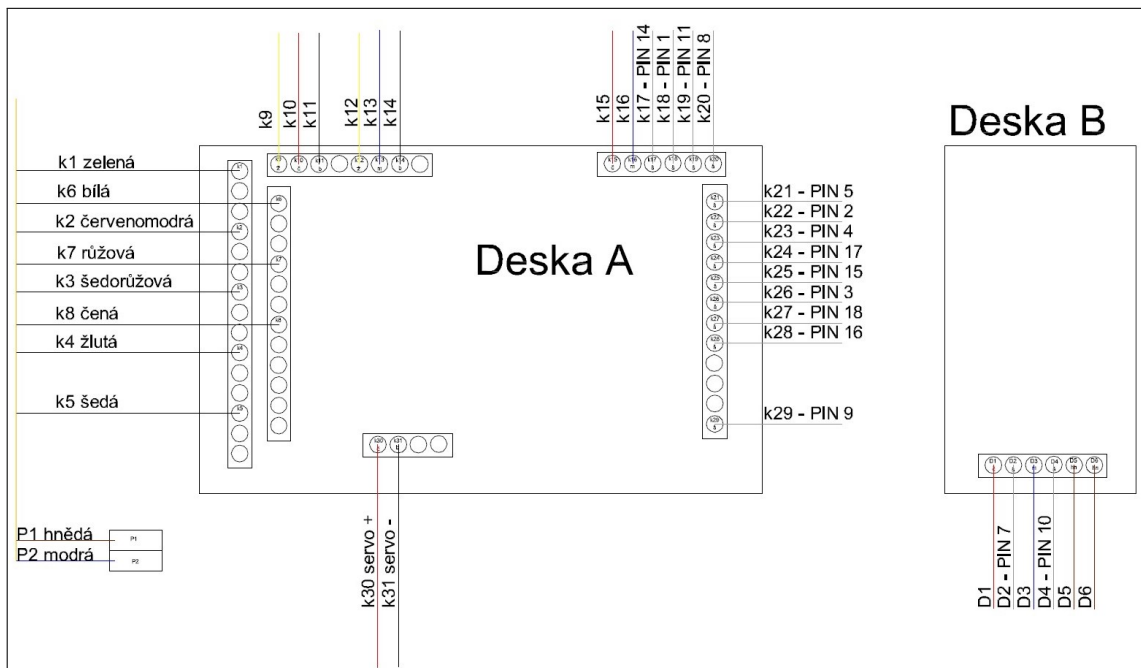 k9
k10
k11
k12
k13
k14
k15
k16
k17 - PIN 14
k18 - PIN 1
k19 - PIN 11
k20 - PIN 8
Deska B
k1 zelená
k6 bílá
k2 červenomodrá
k7 růžová
k3 šedorůžová
k8 čená
k4 žlutá
k5 šedá
Deska A
k21 - PIN 5
k22 - PIN 2
k23 - PIN 4
k24 - PIN 17
k25 - PIN 15
k26 - PIN 3
k27 - PIN 18
k28 - PIN 16
k29 - PIN 9
P1 hnědá
P1
P2 modrá
P2
k30 servo +
k31 servo -
D1
D2 - PIN 7
D3
D4 - PIN 10
D5
D6